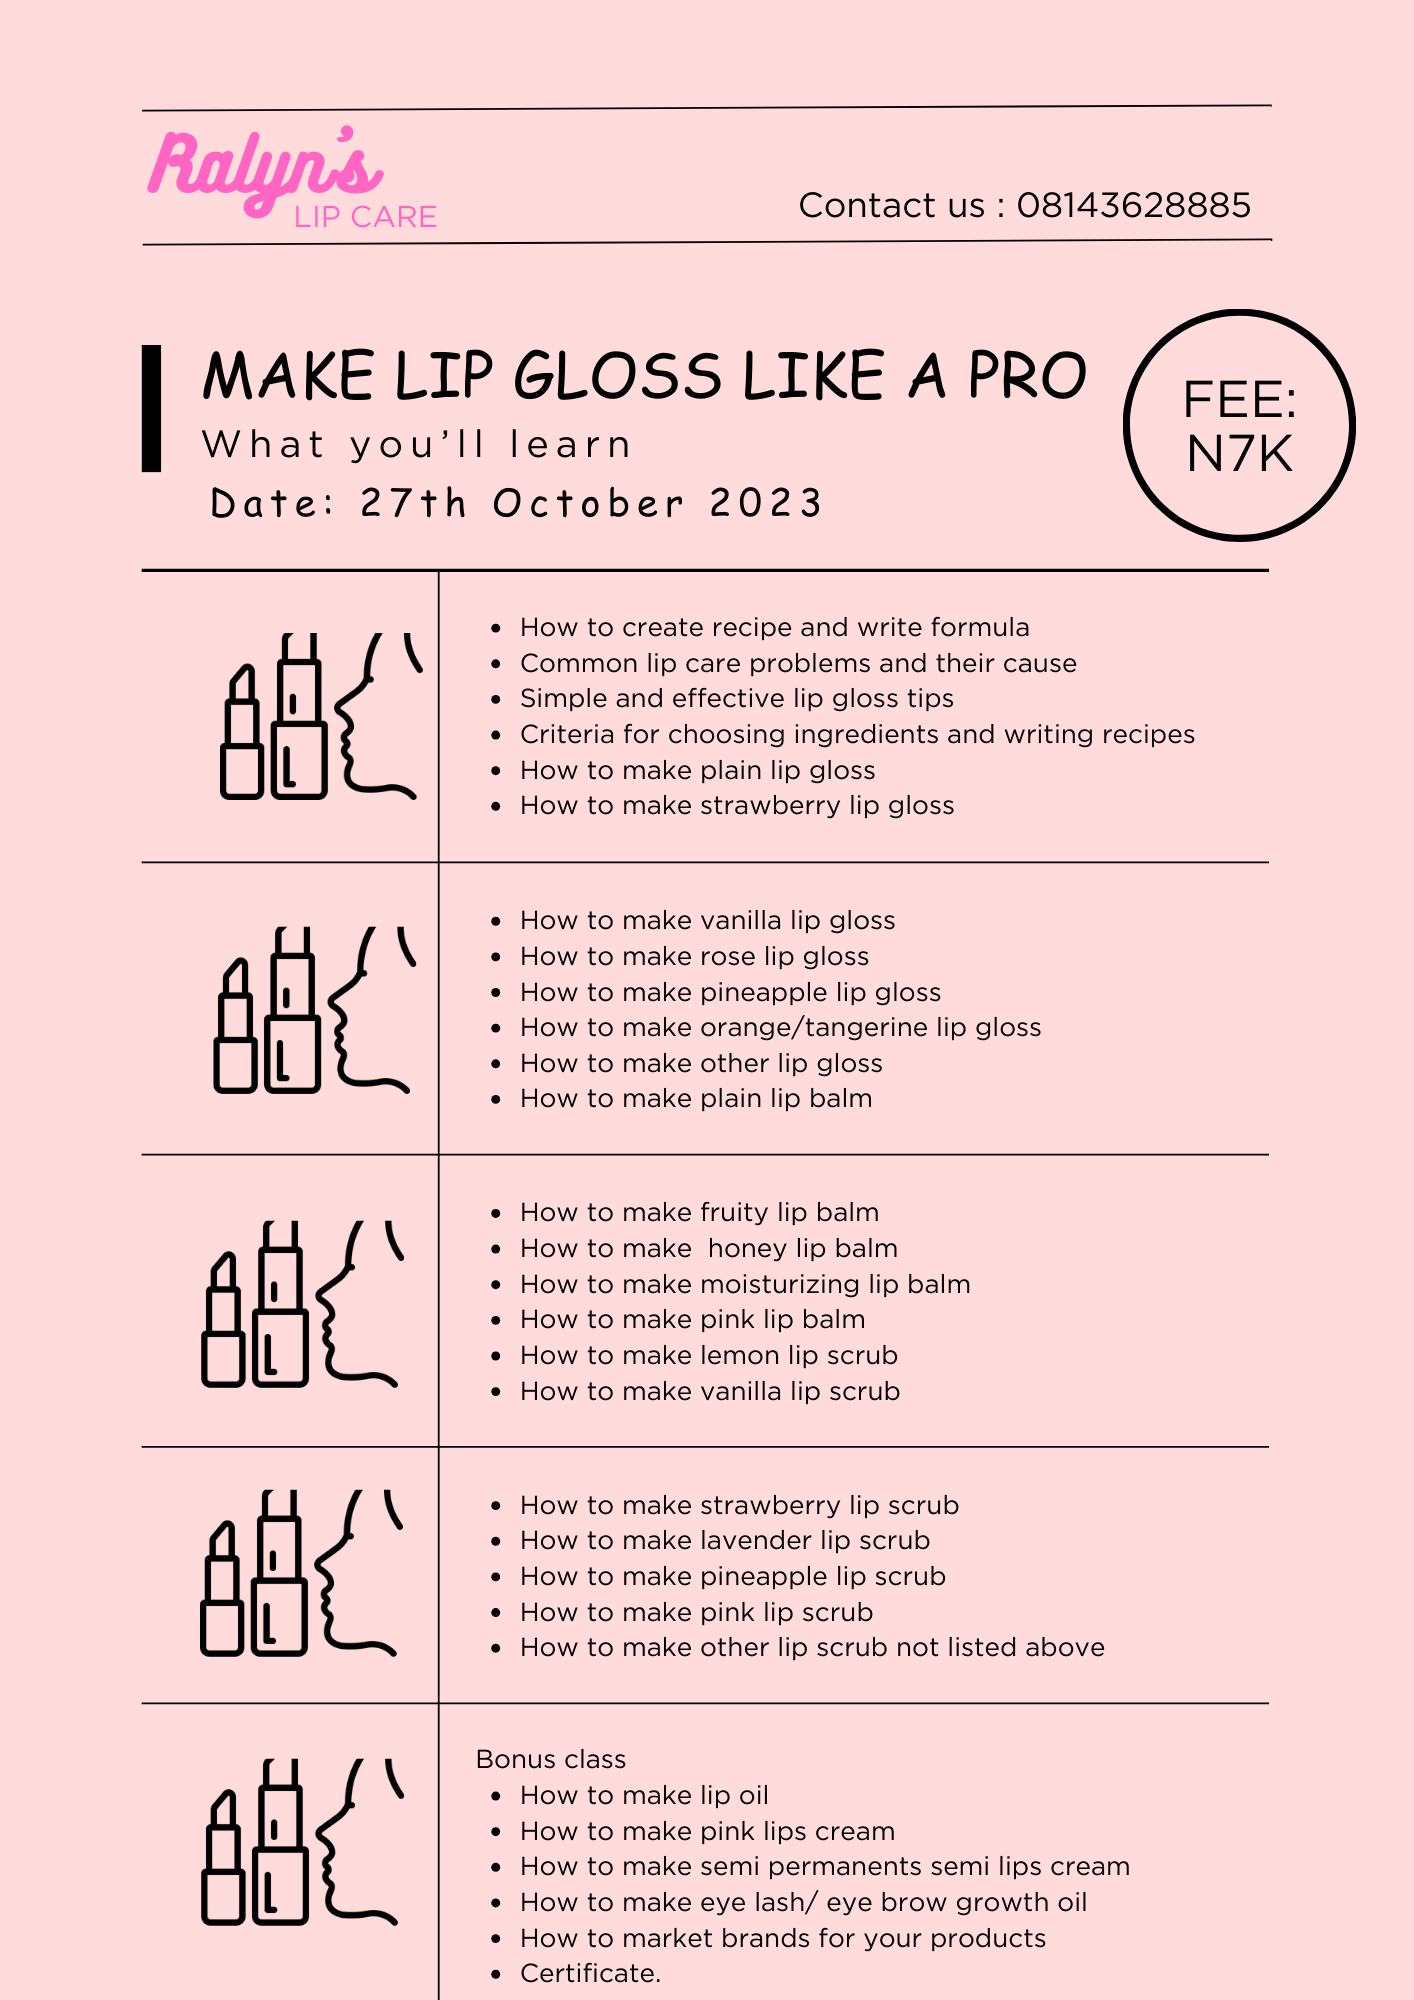 Ralyn's
LIP CARE
Contact us : 08143628885
MAKE LIP GLOSS LIKE A PRO
What you’ll learn
Date: 27th October 2023
FEE:
N7K
• How to create recipe and write formula
• Common lip care problems and their cause
• Simple and effective lip gloss tips
• Criteria for choosing ingredients and writing recipes
• How to make plain lip gloss
• How to make strawberry lip gloss
• How to make vanilla lip gloss
• How to make rose lip gloss
• How to make pineapple lip gloss
• How to make orange/tangerine lip gloss
• How to make other lip gloss
• How to make plain lip balm
• How to make fruity lip balm
• How to make  honey lip balm
• How to make moisturizing lip balm
• How to make pink lip balm
• How to make lemon lip scrub
• How to make vanilla lip scrub
• How to make strawberry lip scrub
• How to make lavender lip scrub
• How to make pineapple lip scrub
• How to make pink lip scrub
• How to make other lip scrub not listed above
Bonus class
• How to make lip oil
• How to make pink lips cream
• How to make semi permanents semi lips cream
• How to make eye lash/ eye brow growth oil
• How to market brands for your products
• Certificate.